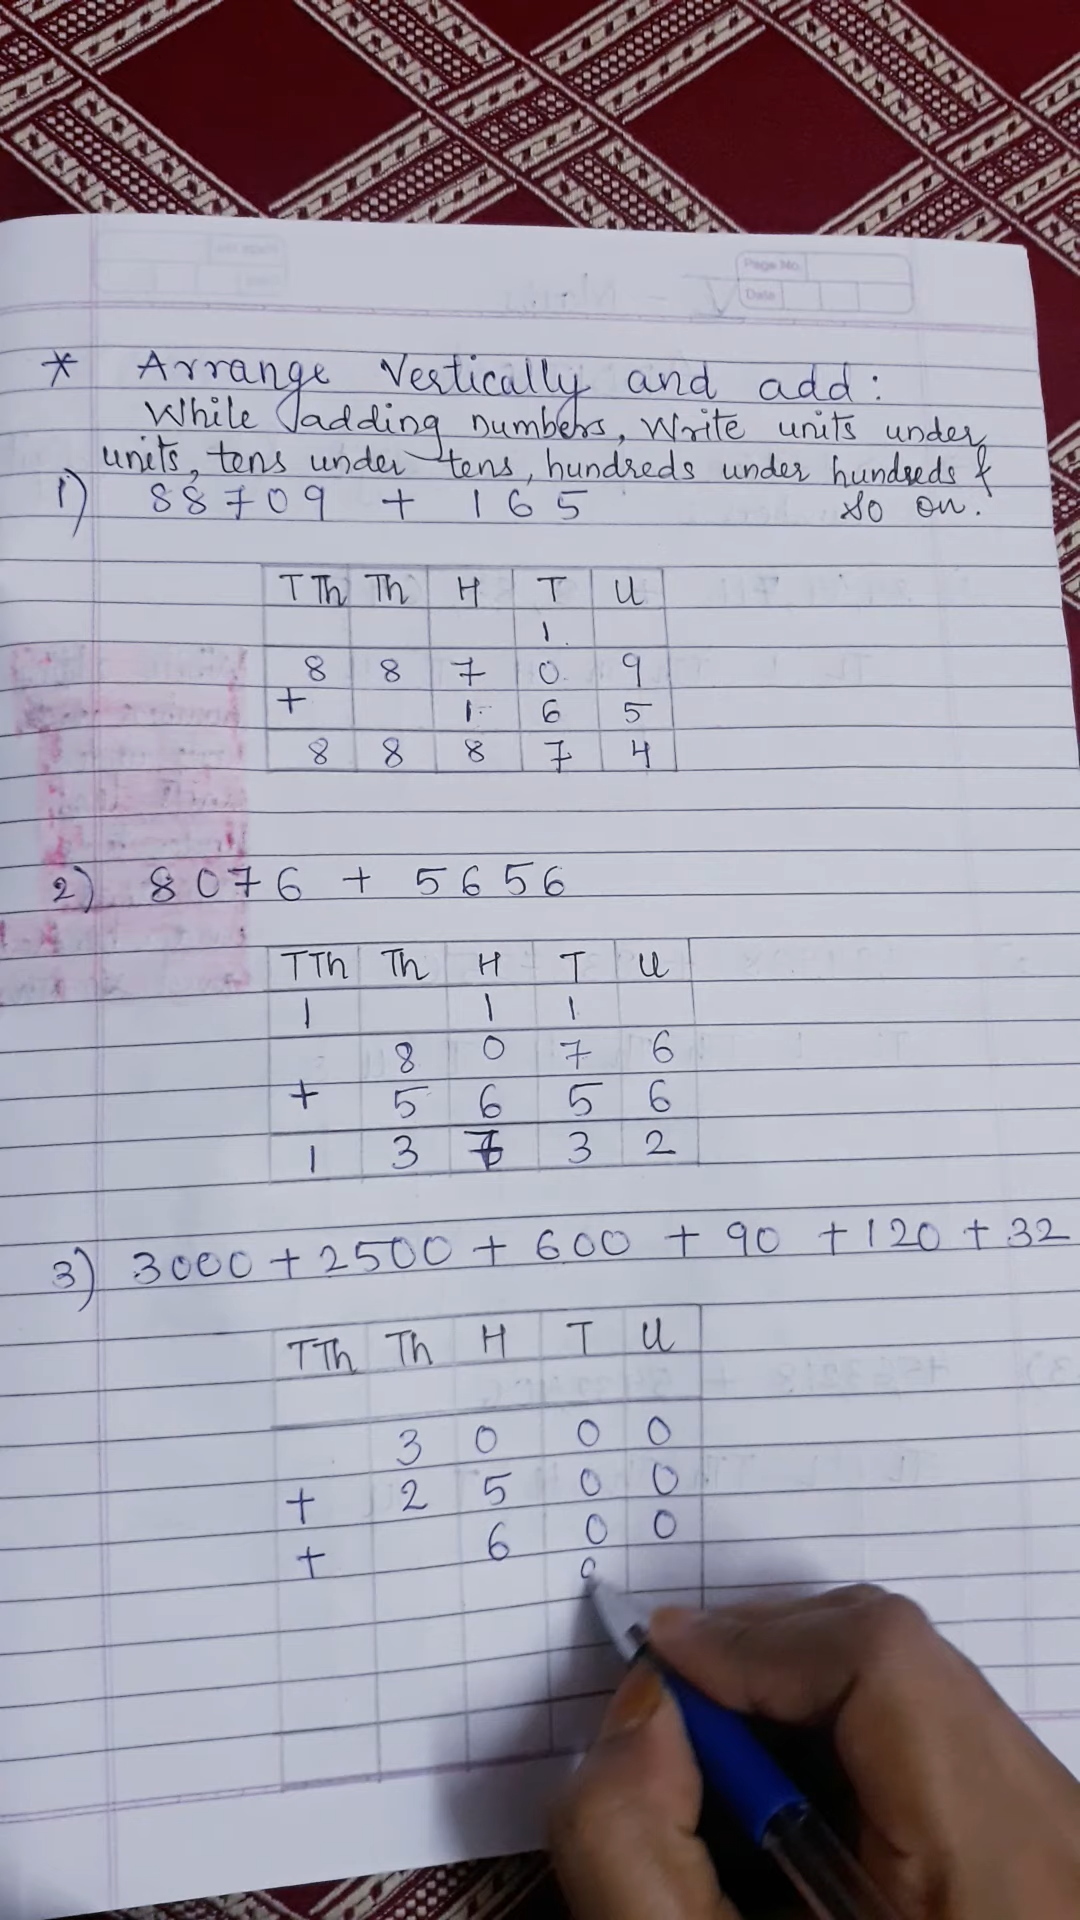 Page No.
Date
* Arrange Vertically and add :
While adding numbers, write units under
units, tens under tens, hundreds under hundreds &
so on.
1) 88709 + 165
T Th Th H T U
1
8 8 7 0 9
+ 1 6 5
8 8 8 7 4
2) 8076 + 5656
TTh Th H T U
1 1 1
8 0 7 6
+ 5 6 5 6
1 3 7 3 2
3) 3000 + 2500 + 600 + 90 + 120 + 32
TTh Th H T U
3 0 0 0
+ 2 5 0 0
+ 6 0 0